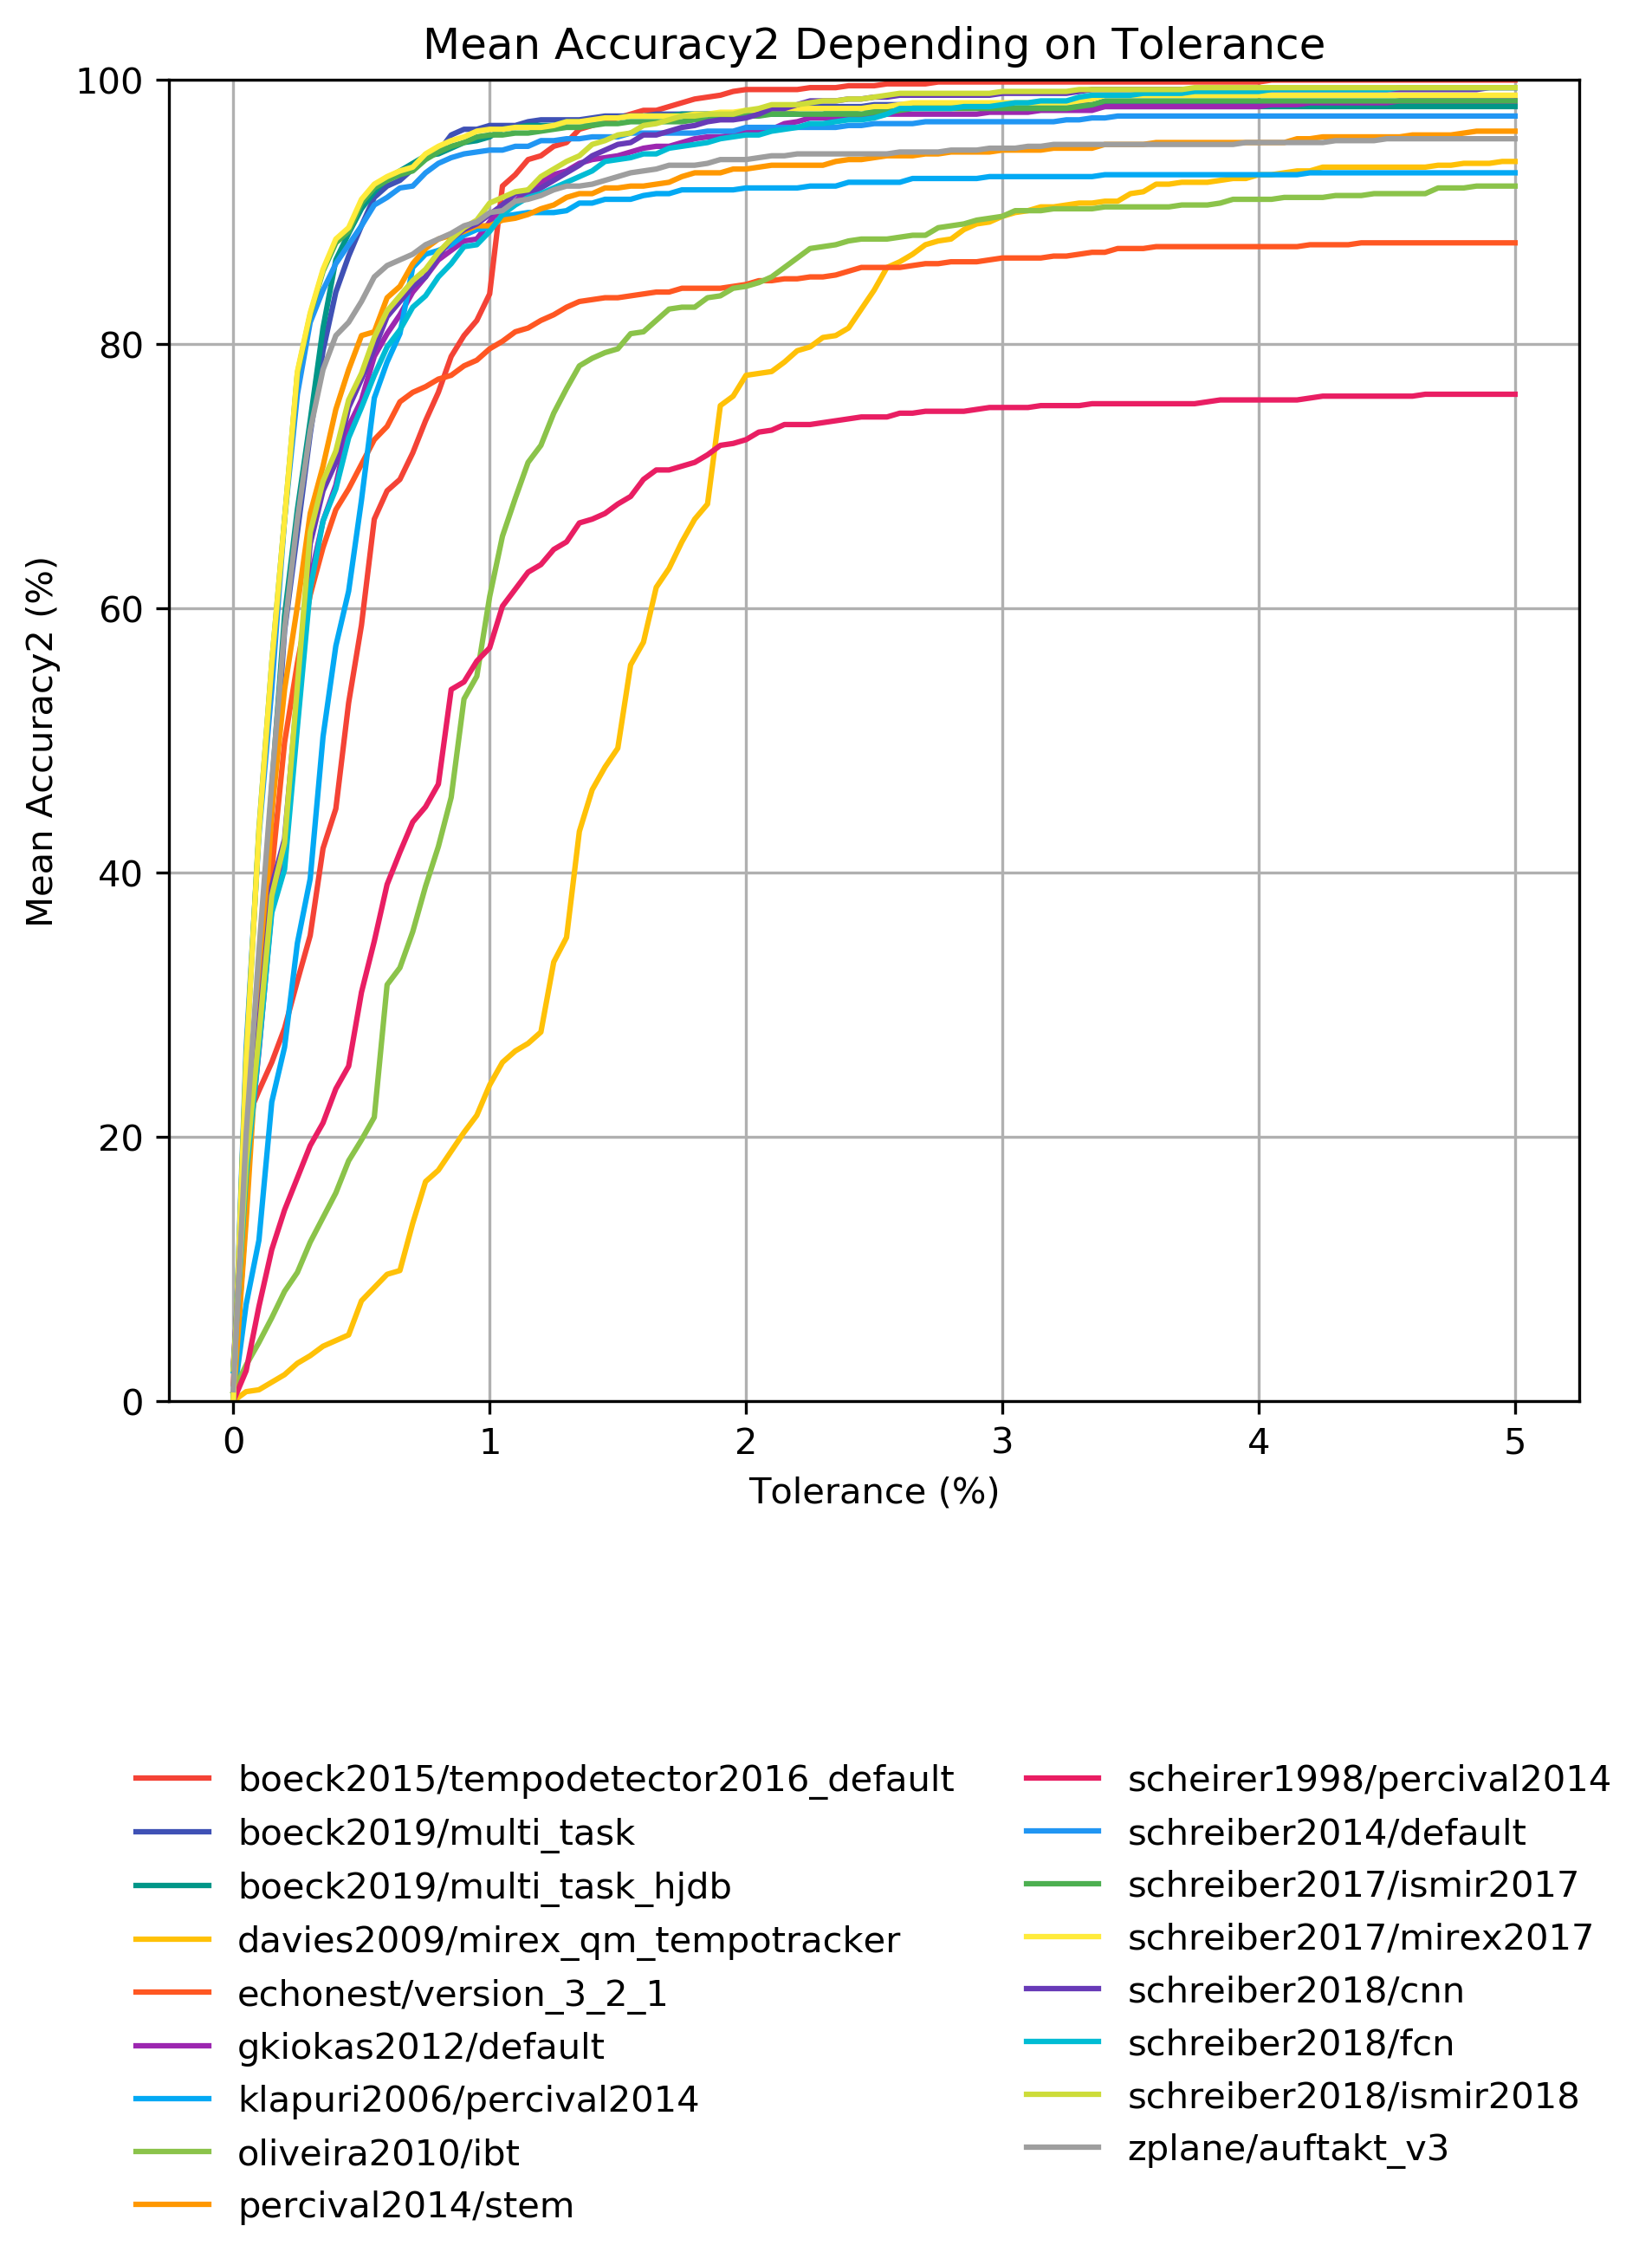 Mean Accuracy2 Depending on Tolerance
100
80
60
40
20
0
Mean Accuracy2 (%)
0 1 2 3 4 5
Tolerance (%)
boeck2015/tempodetector2016_default
boeck2019/multi_task
boeck2019/multi_task_hjdb
davies2009/mirex_qm_tempotracker
echonest/version_3_2_1
gkiokas2012/default
klapuri2006/percival2014
oliveira2010/ibt
percival2014/stem
scheirer1998/percival2014
schreiber2014/default
schreiber2017/ismir2017
schreiber2017/mirex2017
schreiber2018/cnn
schreiber2018/fcn
schreiber2018/ismir2018
zplane/auftakt_v3